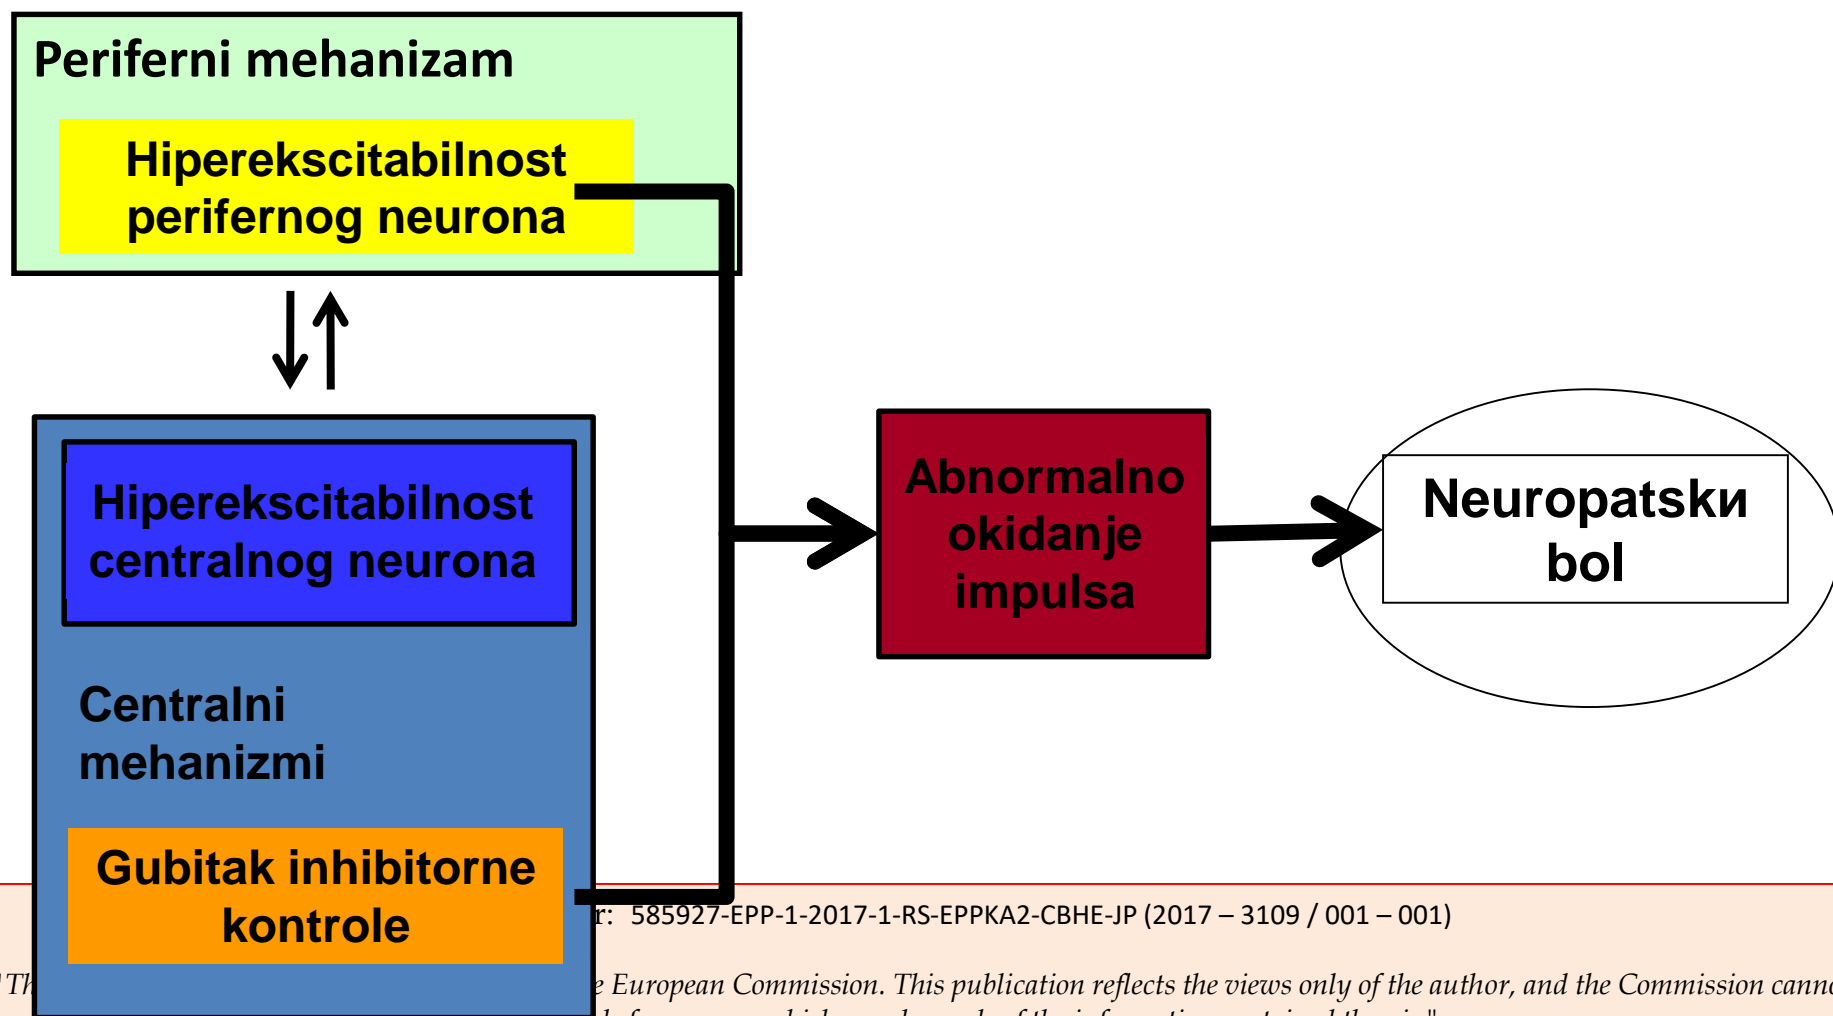 Periferni mehanizam
Hiperekscitabilnost
perifernog neurona
Hiperekscitabilnost
centralnog neurona
Centralni
mehanizmi
Gubitak inhibitorne
kontrole
Abnormalno
okidanje
impulsa
Neuropatskи
bol
585927-EPP-1-2017-1-RS-EPPKA2-CBHE-JP (2017 – 3109 / 001 – 001)
European Commission. This publication reflects the views only of the author, and the Commission